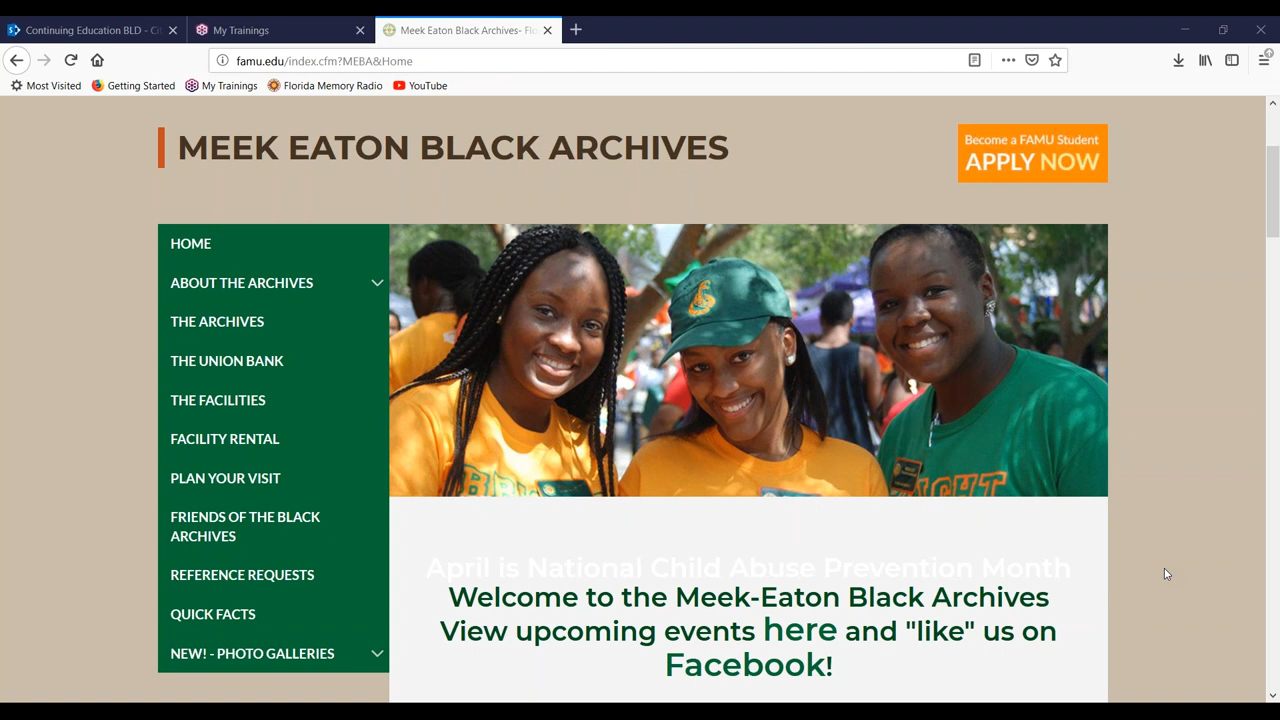 Continuing Education BLD - Ci
My Trainings
Meek Eaton Black Archives- Flo
famu.edu/index.cfm?MEBA&Home
Most Visited
Getting Started
My Trainings
Florida Memory Radio
YouTube
MEEK EATON BLACK ARCHIVES
Become a FAMU Student
APPLY NOW
HOME
ABOUT THE ARCHIVES
THE ARCHIVES
THE UNION BANK
THE FACILITIES
FACILITY RENTAL
PLAN YOUR VISIT
FRIENDS OF THE BLACK
ARCHIVES
REFERENCE REQUESTS
QUICK FACTS
NEW! - PHOTO GALLERIES
April is National Child Abuse Prevention Month
Welcome to the Meek-Eaton Black Archives
View upcoming events here and "like" us on
Facebook!